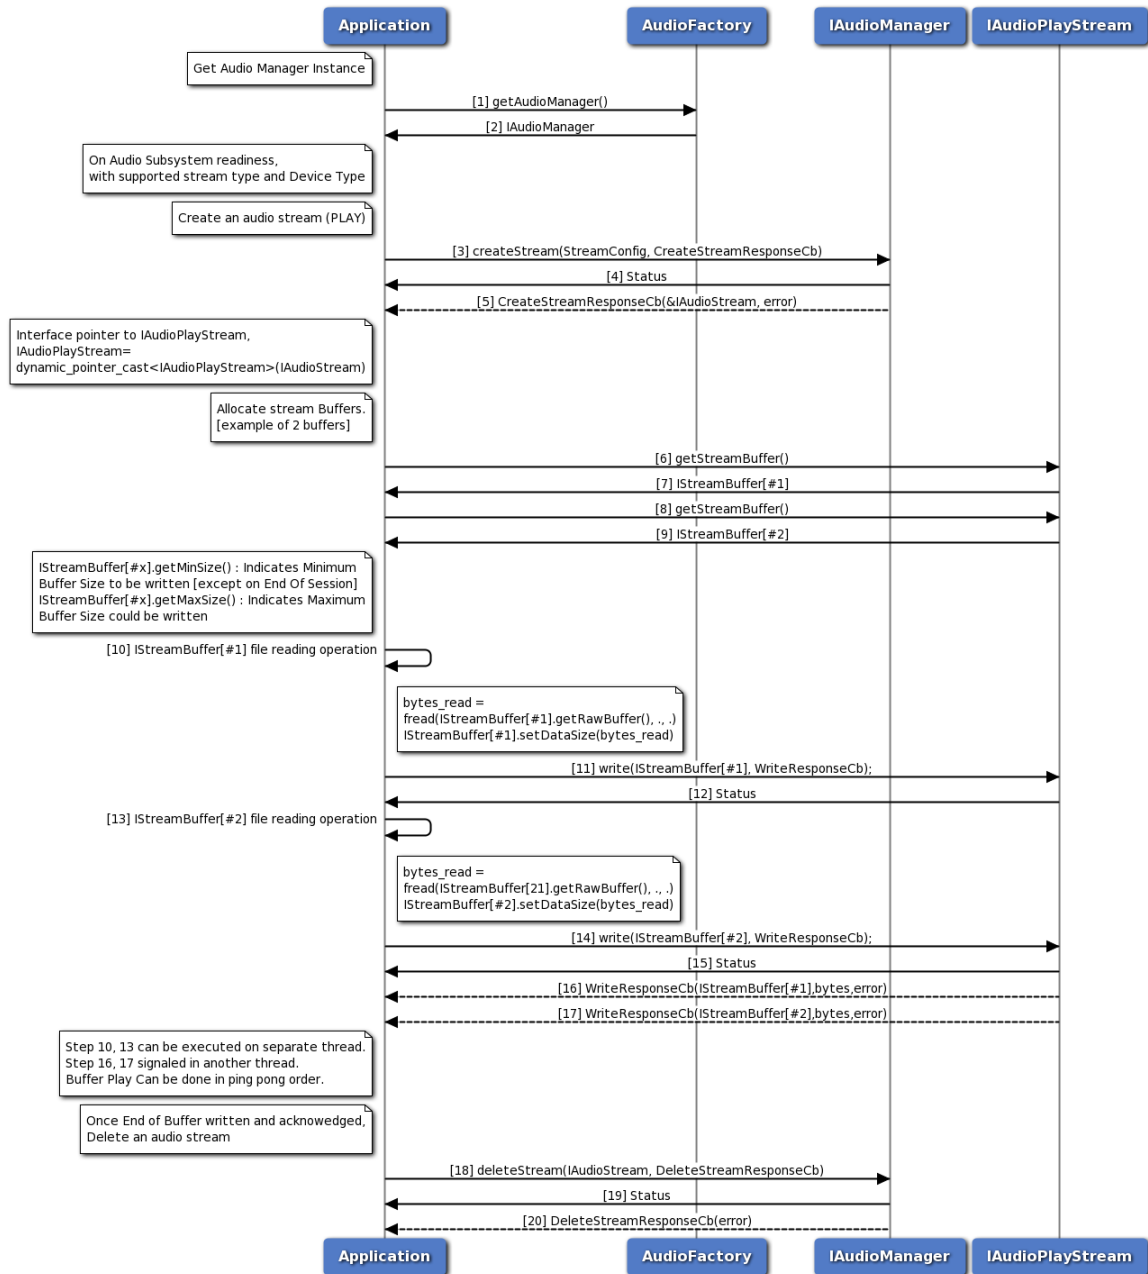 Application
AudioFactory
IAudioManager
IAudioPlayStream
Get Audio Manager Instance
[1] getAudioManager()
[2] IAudioManager
On Audio Subsystem readiness,
with supported stream type and Device Type
Create an audio stream (PLAY)
[3] createStream(StreamConfig, CreateStreamResponseCb)
[4] Status
[5] CreateStreamResponseCb(&IAudioStream, error)
Interface pointer to IAudioPlayStream,
IAudioPlayStream=
dynamic_pointer_cast<IAudioPlayStream>(IAudioStream)
Allocate stream Buffers.
[example of 2 buffers]
[6] getStreamBuffer()
[7] IStreamBuffer[#1]
[8] getStreamBuffer()
[9] IStreamBuffer[#2]
IStreamBuffer[#x].getMinSize() : Indicates Minimum
Buffer Size to be written [except on End Of Session]
IStreamBuffer[#x].getMaxSize() : Indicates Maximum
Buffer Size could be written
[10] IStreamBuffer[#1] file reading operation
bytes_read =
fread(IStreamBuffer[#1].getRawBuffer(), ., .)
IStreamBuffer[#1].setDataSize(bytes_read)
[11] write(IStreamBuffer[#1], WriteResponseCb);
[12] Status
[13] IStreamBuffer[#2] file reading operation
bytes_read =
fread(IStreamBuffer[21].getRawBuffer(), ., .)
IStreamBuffer[#2].setDataSize(bytes_read)
[14] write(IStreamBuffer[#2], WriteResponseCb);
[15] Status
[16] WriteResponseCb(IStreamBuffer[#1],bytes,error)
[17] WriteResponseCb(IStreamBuffer[#2],bytes,error)
Step 10, 13 can be executed on separate thread.
Step 16, 17 signaled in another thread.
Buffer Play Can be done in ping pong order.
Once End of Buffer written and acknowedged,
Delete an audio stream
[18] deleteStream(IAudioStream, DeleteStreamResponseCb)
[19] Status
[20] DeleteStreamResponseCb(error)
Application
AudioFactory
IAudioManager
IAudioPlayStream